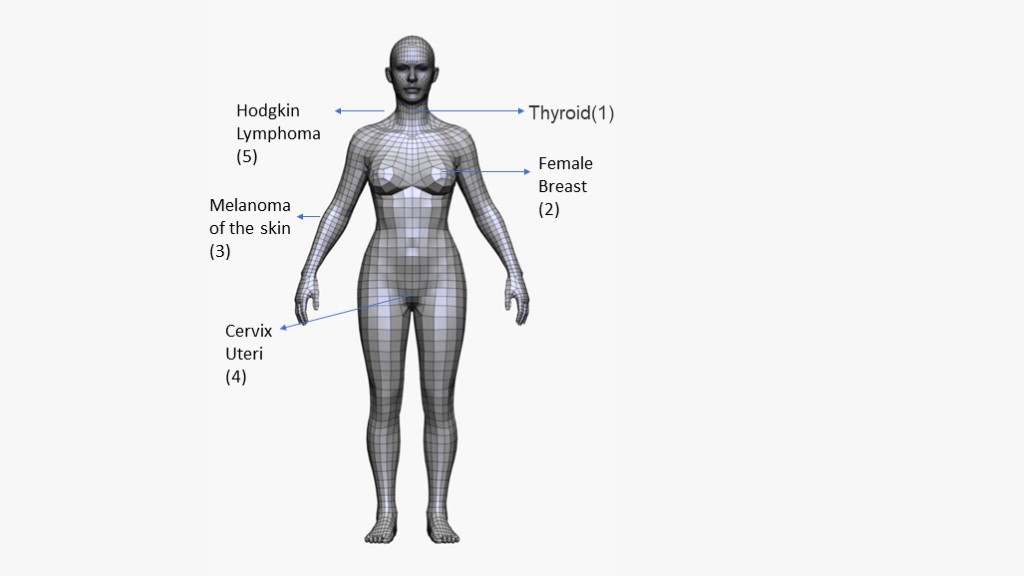 Hodgkin
Lymphoma
(5)
Thyroid(1)
Female
Breast
(2)
Melanoma
of the skin
(3)
Cervix
Uteri
(4)